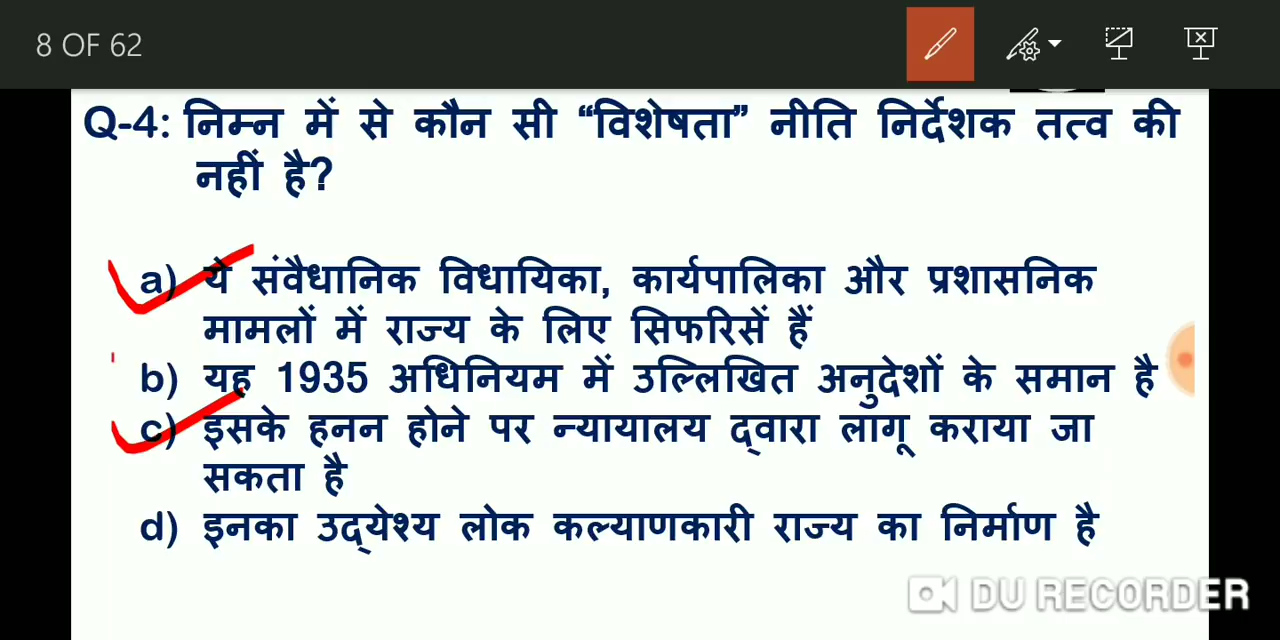 8 OF 62
Q-4: निम्न में से कौन सी “विशेषता” नीति निर्देशक तत्व की
नहीं है?
a) ये संवैधानिक विधायिका, कार्यपालिका और प्रशासनिक
मामलों में राज्य के लिए सिफरिसें हैं
b) यह 1935 अधिनियम में उल्लिखित अनुदेशों के समान है
c) इसके हनन होने पर न्यायालय द्वारा लागू कराया जा
सकता है
d) इनका उद्येश्य लोक कल्याणकारी राज्य का निर्माण है
DU RECORDER